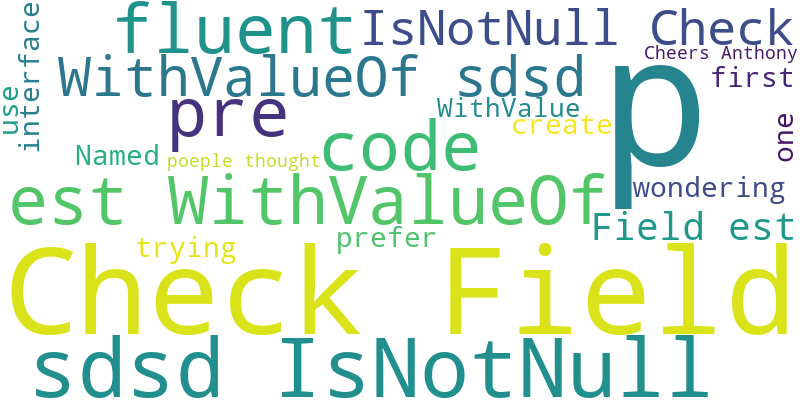 fluent
IsNotNull Check
Cheers Anthony
WithValueOf sdsd
p
first
use
interface
pre
WithValue
create
one
code
Named
poeple thought
est WithValueOf
wondering
Field est
prefer
trying
Check Field
sdsd IsNotNull